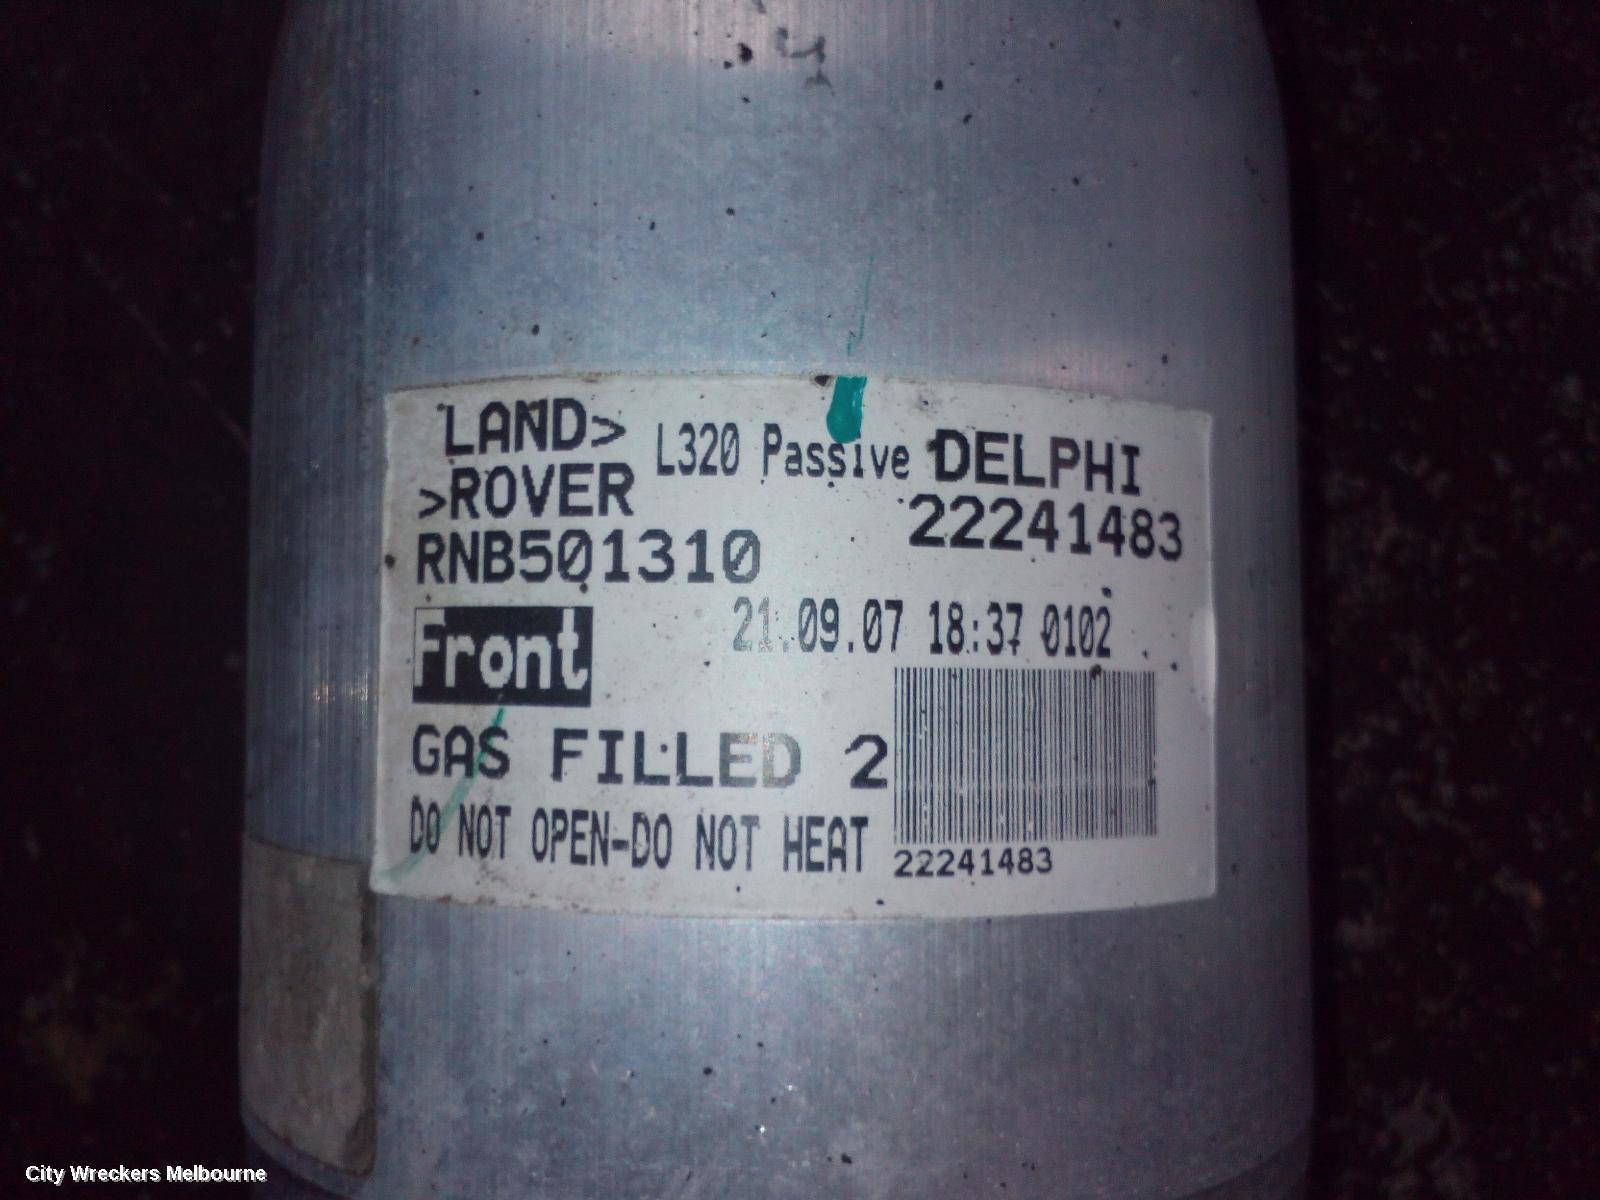 LAND> L320 Passive DELPHI
>ROVER 22241483
RNB501310
21.09.07 18:37 0102
Front
GAS FILLED 2
DO NOT OPEN-DO NOT HEAT
22241483
City Wreckers Melbourne